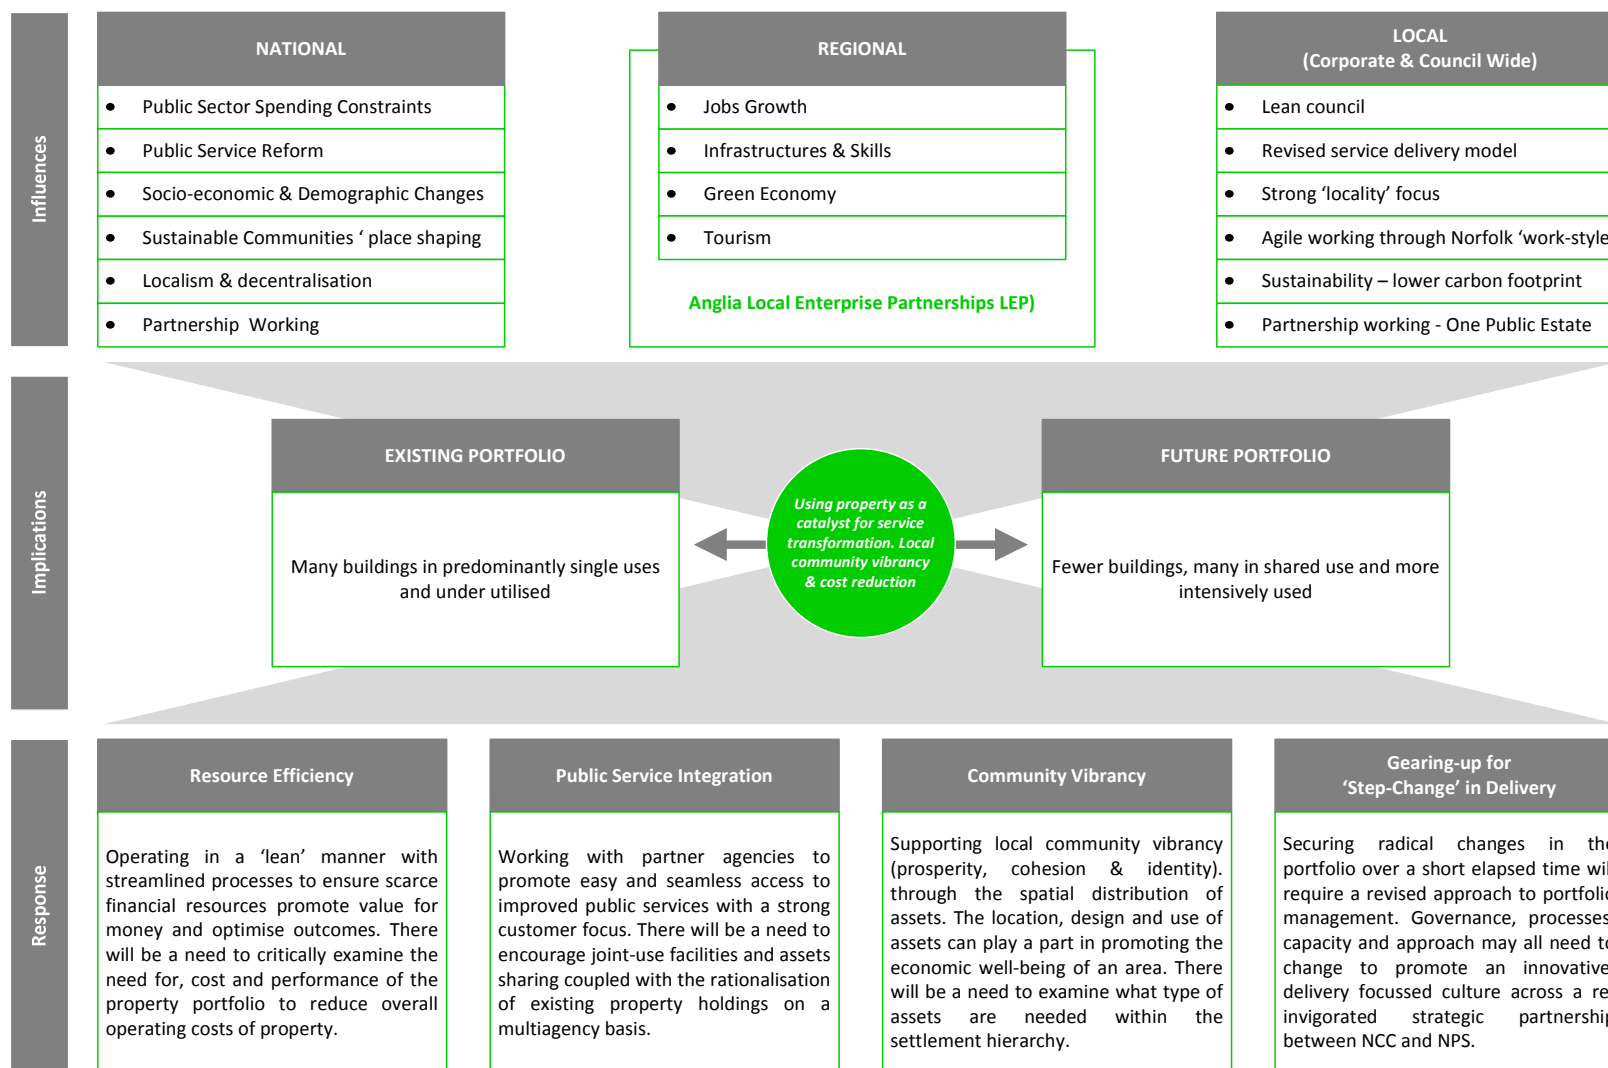 Influences
NATIONAL
• Public Sector Spending Constraints
• Public Service Reform
• Socio-economic & Demographic Changes
• Sustainable Communities ‘ place shaping
• Localism & decentralisation
• Partnership Working
REGIONAL
• Jobs Growth
• Infrastructures & Skills
• Green Economy
• Tourism
Anglia Local Enterprise Partnerships LEP)
LOCAL
(Corporate & Council Wide)
• Lean council
• Revised service delivery model
• Strong ‘locality’ focus
• Agile working through Norfolk ‘work-style
• Sustainability – lower carbon footprint
• Partnership working - One Public Estate
Implications
EXISTING PORTFOLIO
Many buildings in predominantly single uses
and under utilised
Using property as a
catalyst for service
transformation. Local
community vibrancy
& cost reduction
FUTURE PORTFOLIO
Fewer buildings, many in shared use and more
intensively used
Response
Resource Efficiency
Operating in a ‘lean’ manner with
streamlined processes to ensure scarce
financial resources promote value for
money and optimise outcomes. There
will be a need to critically examine the
need for, cost and performance of the
property portfolio to reduce overall
operating costs of property.
Public Service Integration
Working with partner agencies to
promote easy and seamless access to
improved public services with a strong
customer focus. There will be a need to
encourage joint-use facilities and assets
sharing coupled with the rationalisation
of existing property holdings on a
multiagency basis.
Community Vibrancy
Supporting local community vibrancy
(prosperity, cohesion & identity).
through the spatial distribution of
assets. The location, design and use of
assets can play a part in promoting the
economic well-being of an area. There
will be a need to examine what type of
assets are needed within the
settlement hierarchy.
Gearing-up for
‘Step-Change’ in Delivery
Securing radical changes in the
portfolio over a short elapsed time wil
require a revised approach to portfolio
management. Governance, processes
capacity and approach may all need to
change to promote an innovative
delivery focussed culture across a re
invigorated strategic partnership
between NCC and NPS.